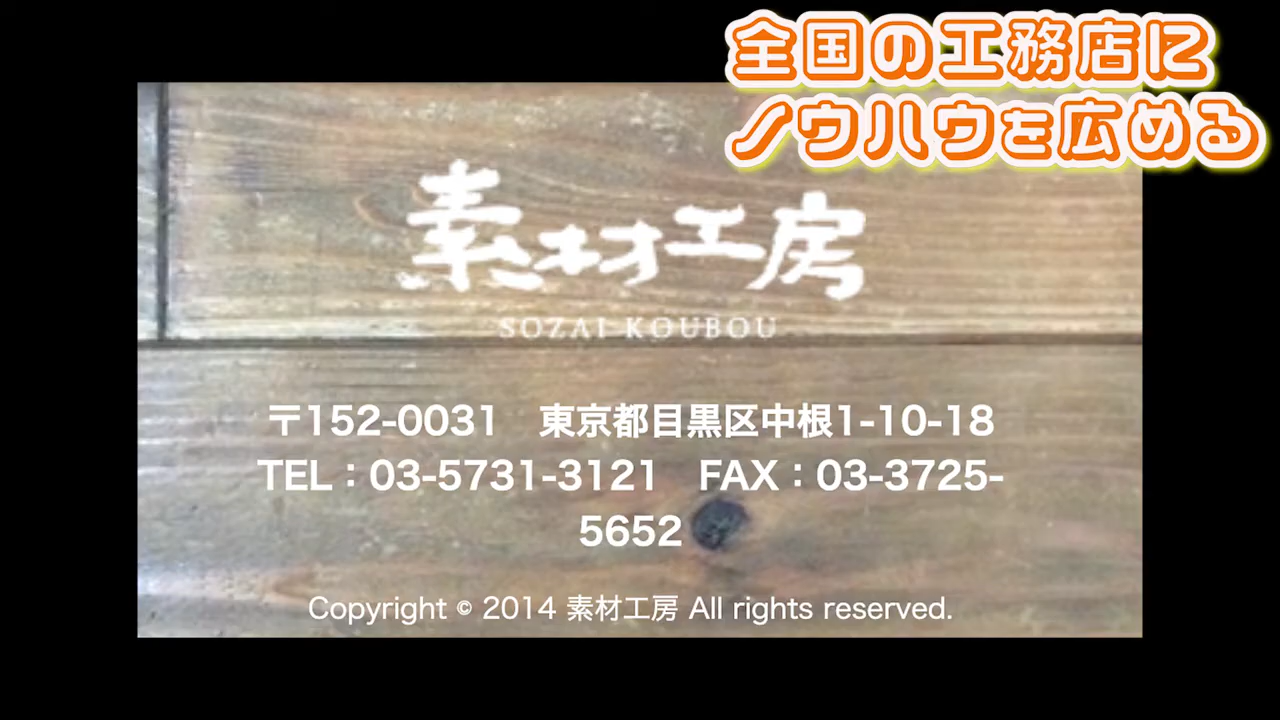 全国の工務店に
ノウハウを広める
素材工房
SOZAI KOUBOU
〒152-0031　東京都目黒区中根1-10-18
TEL：03-5731-3121　FAX：03-3725-
5652
Copyright © 2014 素材工房 All rights reserved.